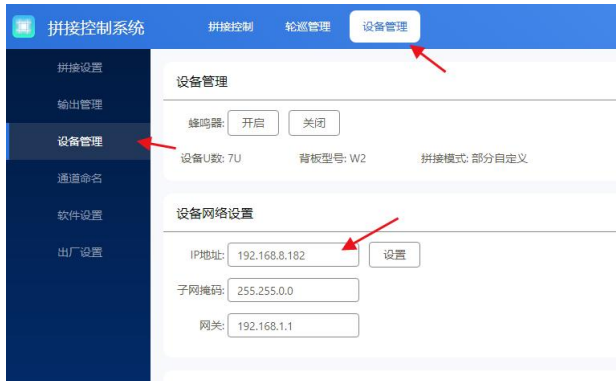 拼接控制系统 拼接控制 轮巡管理 设备管理
拼接设置
输出管理
设备管理
通道命名
软件设置
出厂设置
设备管理
蜂鸣器: 开启 关闭
设备U数: 7U 背板型号: W2 拼接模式: 部分自定义
设备网络设置
IP地址: 192.168.8.182 设置
子网掩码: 255.255.0.0
网关: 192.168.1.1